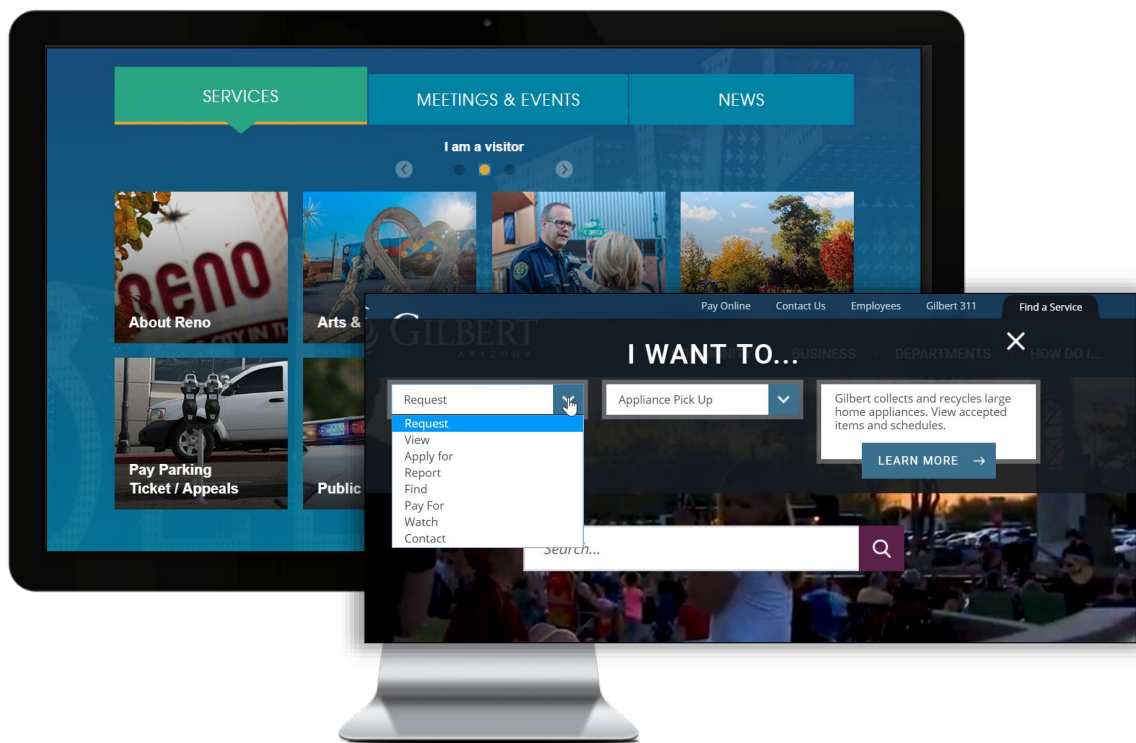 SERVICES
MEETINGS & EVENTS
NEWS
I am a visitor
RENO
About Reno
Arts &
Pay Parking
Ticket / Appeals
Public
Pay Online
Contact Us
Employees
Gilbert 311
Find a Service
GILBERT
ARIZONA
BUSINESS
DEPARTMENTS
HOW DO I...
I WANT TO...
Request
Appliance Pick Up
Gilbert collects and recycles large
home appliances. View accepted
items and schedules.
LEARN MORE →
Request
View
Apply for
Report
Find
Pay For
Watch
Contact
Search...